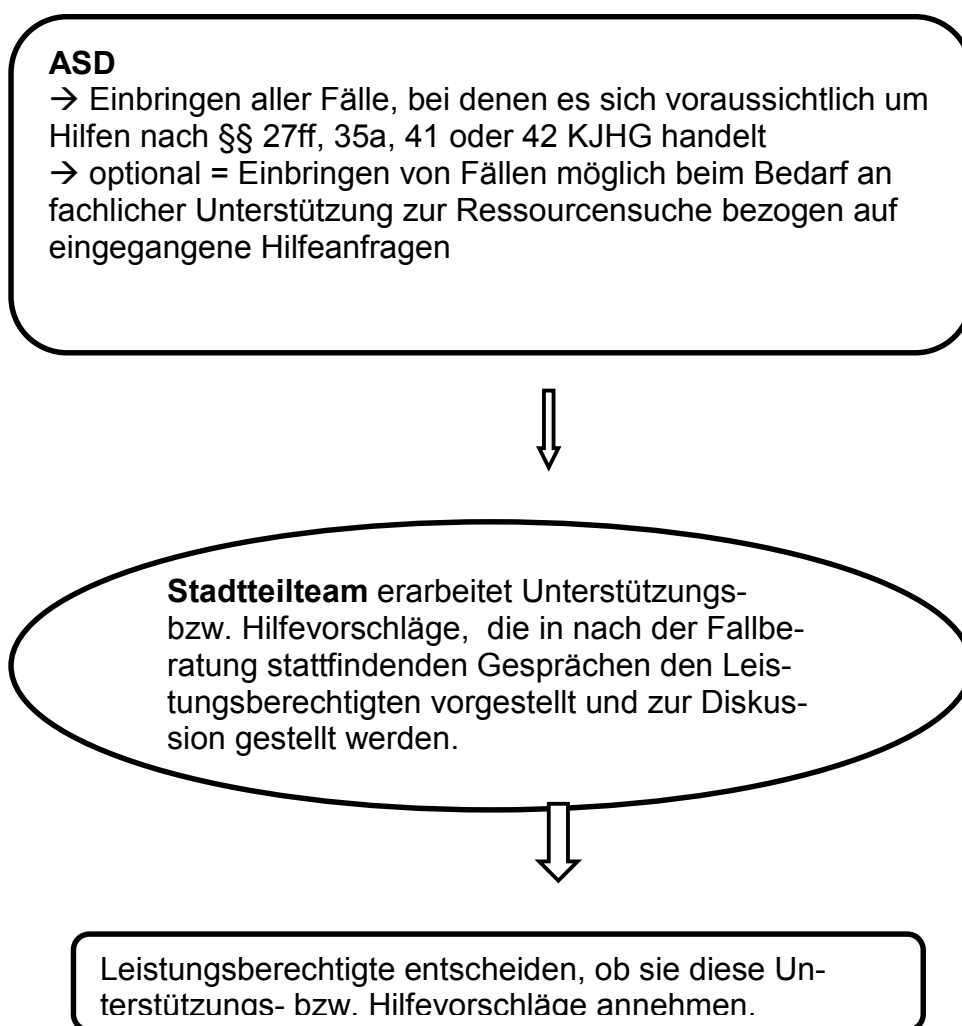 ASD
→ Einbringen aller Fälle, bei denen es sich voraussichtlich um
Hilfen nach §§ 27ff, 35a, 41 oder 42 KJHG handelt
→ optional = Einbringen von Fällen möglich beim Bedarf an
fachlicher Unterstützung zur Ressourcensuche bezogen auf
eingegangene Hilfeanfragen
Stadtteilteam erarbeitet Unterstützungs-
bzw. Hilfevorschläge,  die in nach der Fallbe-
ratung stattfindenden Gesprächen den Leis-
tungsberechtigten vorgestellt und zur Diskus-
sion gestellt werden.
Leistungsberechtigte entscheiden, ob sie diese Un-
terstützungs- bzw. Hilfevorschläge annehmen.